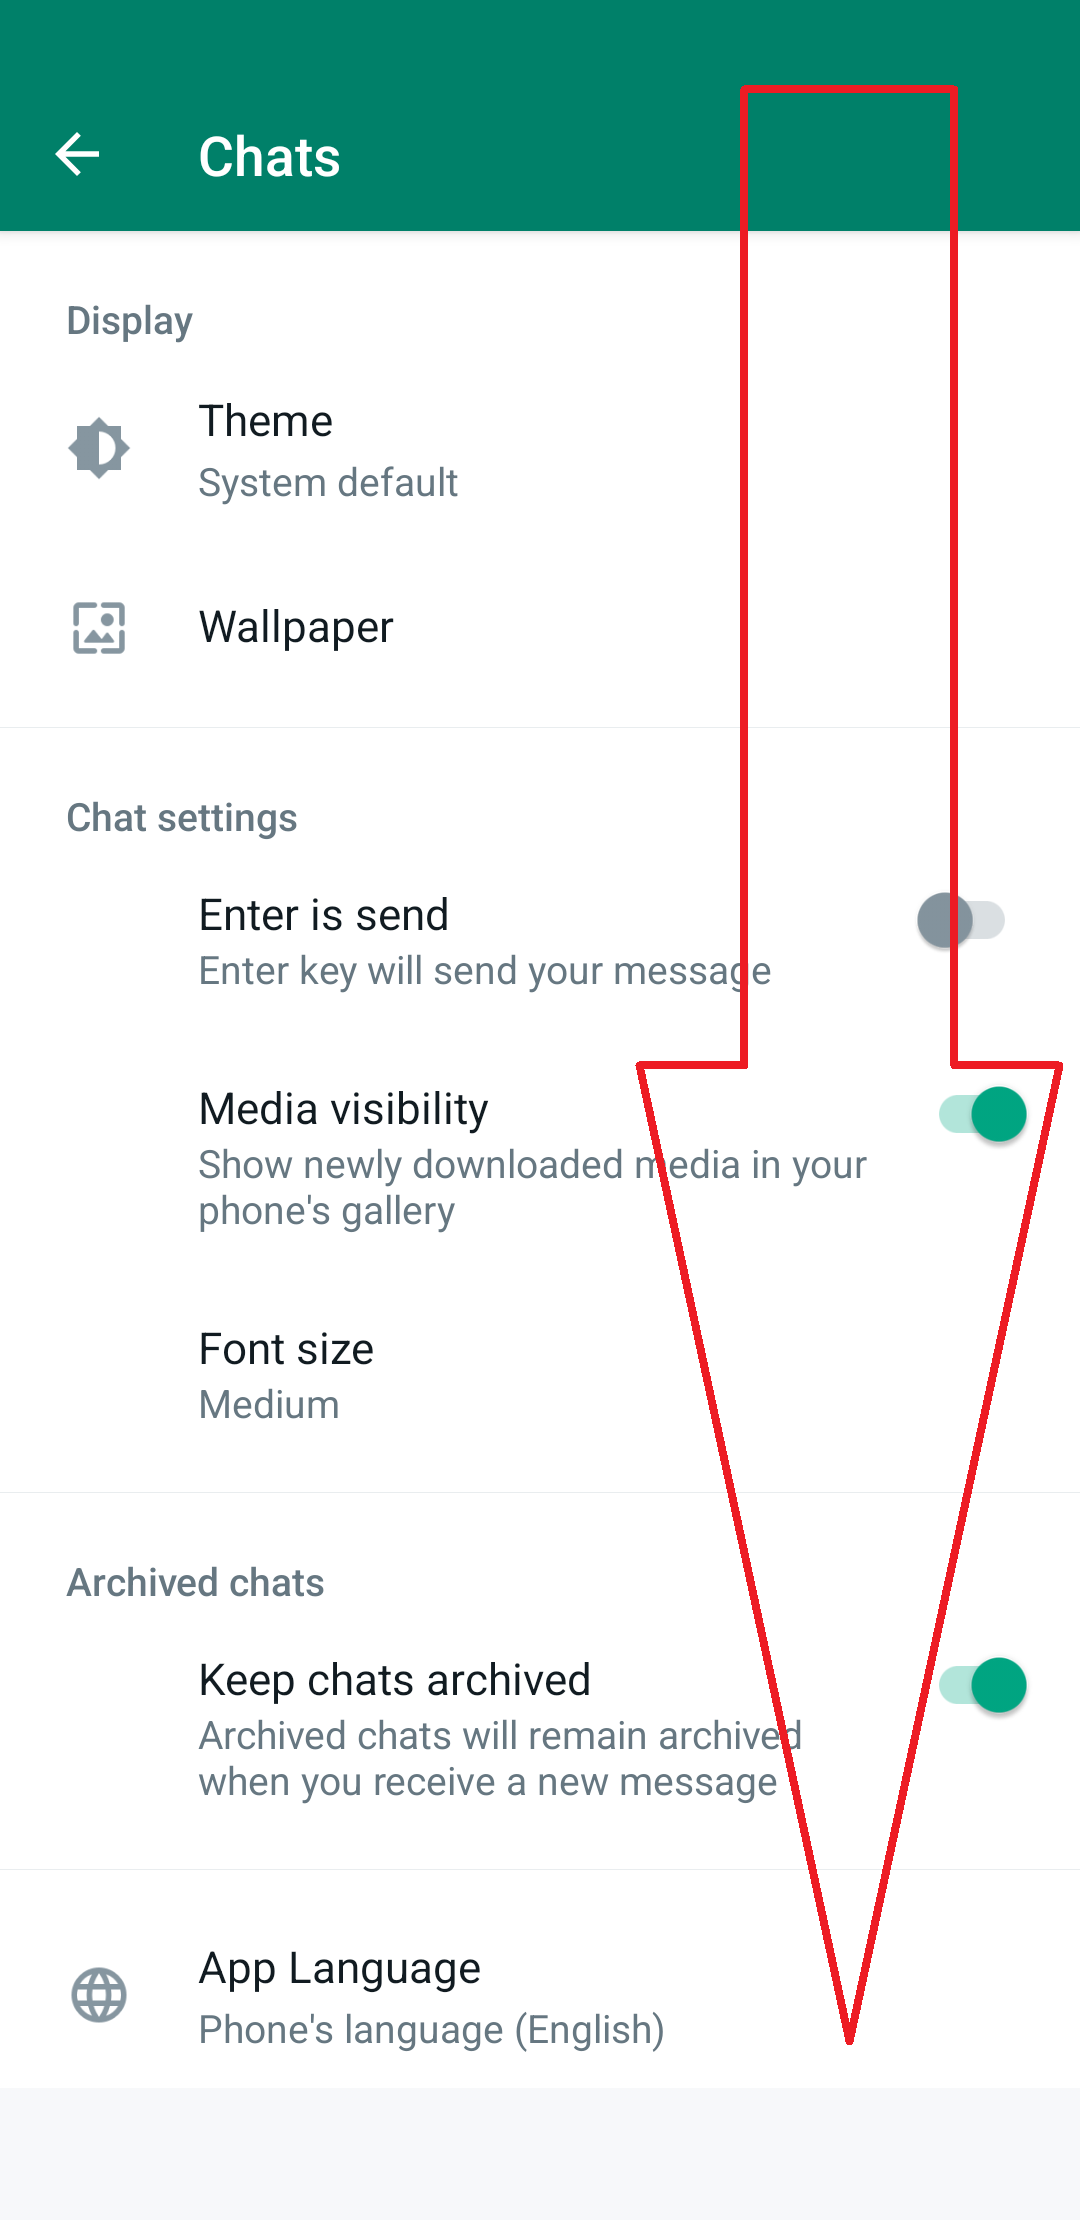 Chats
Display
Theme
System default
Wallpaper
Chat settings
Enter is send
Enter key will send your message
Media visibility
Show newly downloaded media in your
phone's gallery
Font size
Medium
Archived chats
Keep chats archived
Archived chats will remain archived
when you receive a new message
App Language
Phone's language (English)